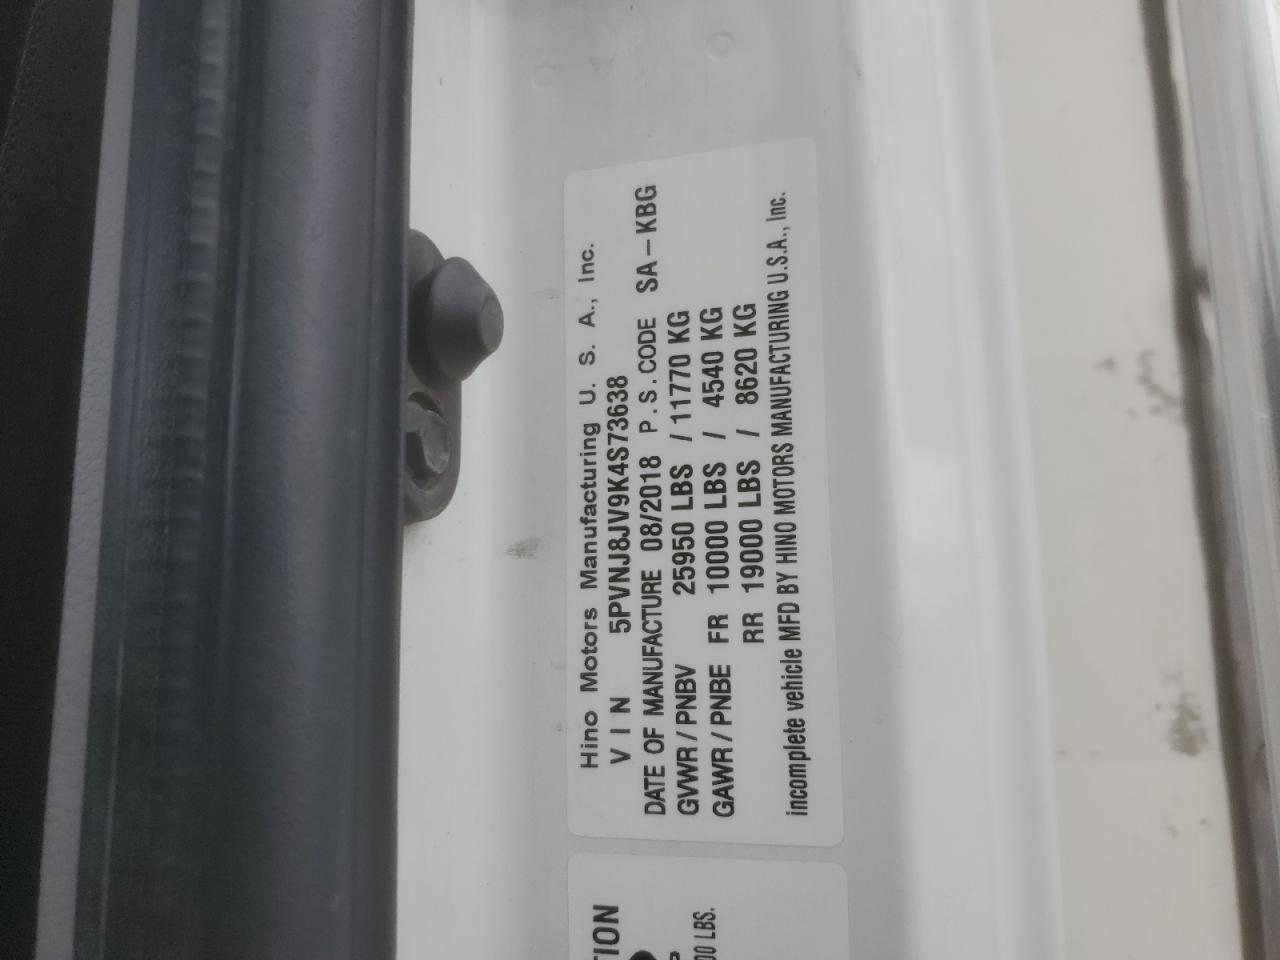 Hino Motors Manufacturing U. S. A., Inc.
VIN 5PVNJ8JV9K4S73638
DATE OF MANUFACTURE 08/2018 P.S.CODE SA-KBG
GVWR/PNBV 25950 LBS / 11770 KG
GAWR/PNBE FR 10000 LBS / 4540 KG
RR 19000 LBS / 8620 KG
incomplete vehicle MFD BY HINO MOTORS MANUFACTURING U.S.A., Inc.
TION
00 LBS.